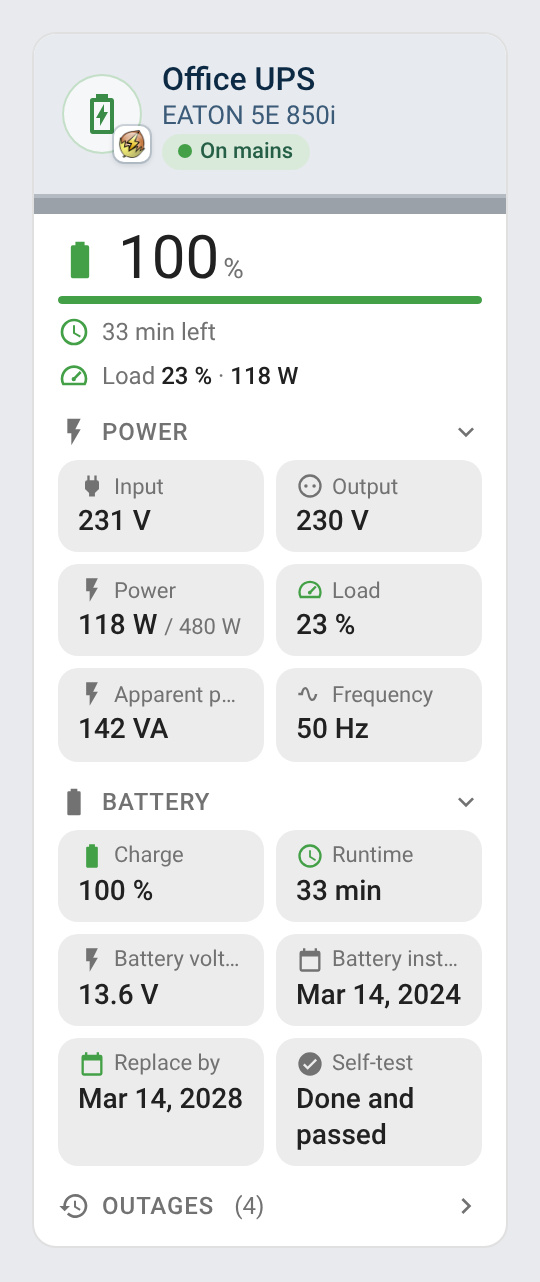 Office UPS
EATON 5E 850i
On mains
100 %
33 min left
Load 23 % · 118 W
POWER
Input
231 V
Output
230 V
Power
118 W / 480 W
Load
23 %
Apparent p...
142 VA
Frequency
50 Hz
BATTERY
Charge
100 %
Runtime
33 min
Battery volt...
13.6 V
Battery inst...
Mar 14, 2024
Replace by
Mar 14, 2028
Self-test
Done and
passed
OUTAGES (4)